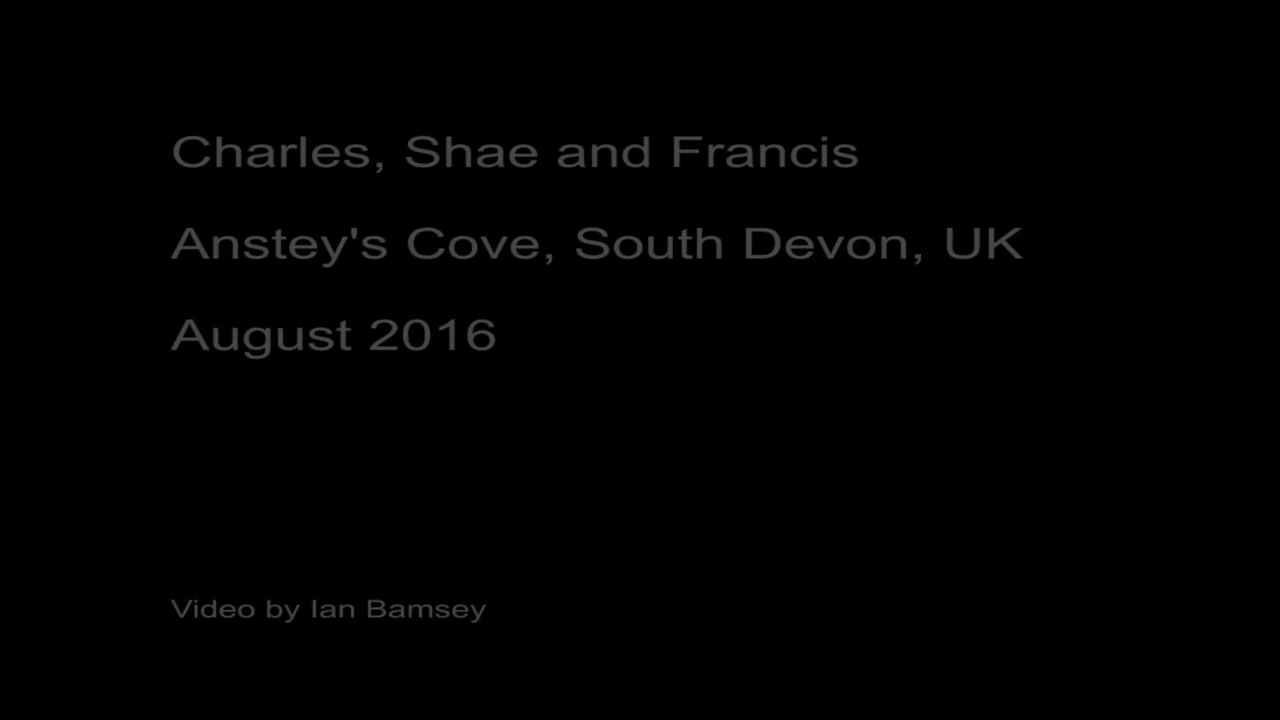 Charles, Shae and Francis
Anstey's Cove, South Devon, UK
August 2016
Video by Ian Bamsey